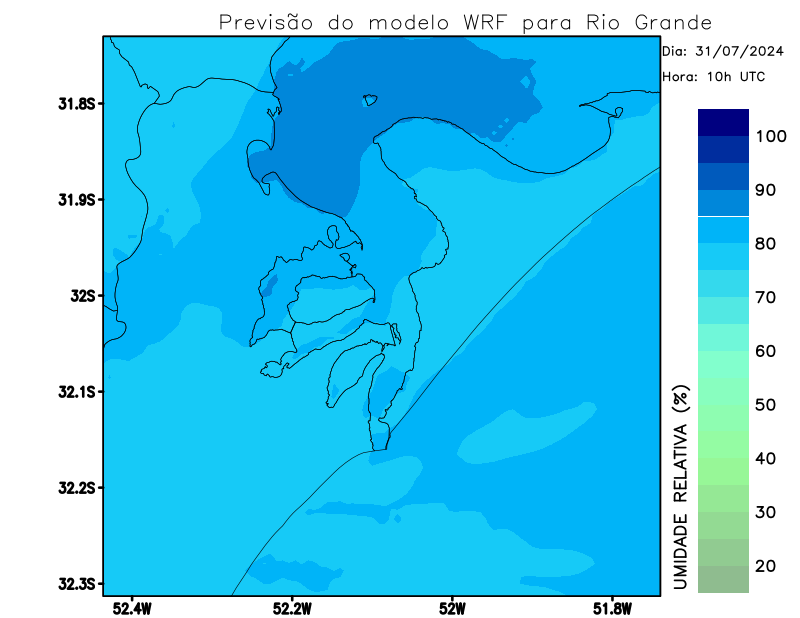 Previsão do modelo WRF para Rio Grande
Dia: 31/07/2024
Hora: 10h UTC
31.8S
31.9S
32S
32.1S
32.2S
32.3S
52.4W
52.2W
52W
51.8W
UMIDADE RELATIVA (%)
100
90
80
70
60
50
40
30
20